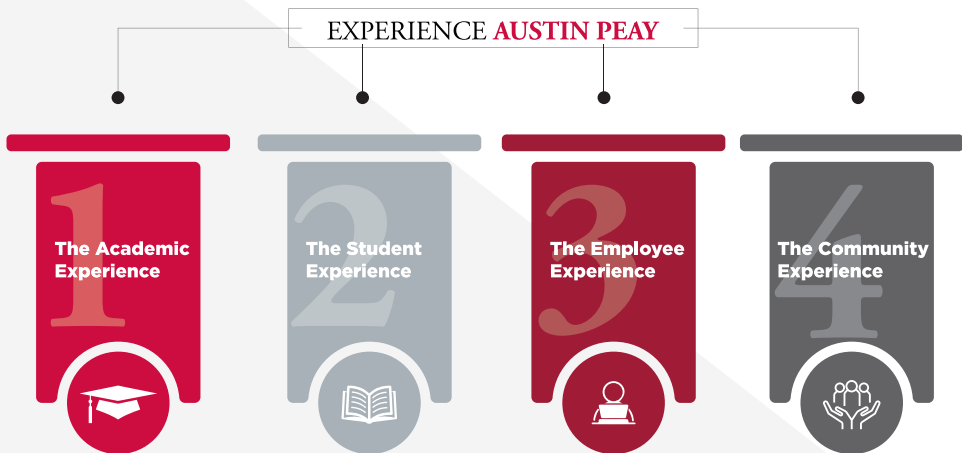 EXPERIENCE AUSTIN PEAY
1
The Academic
Experience
2
The Student
Experience
3
The Employee
Experience
4
The Community
Experience